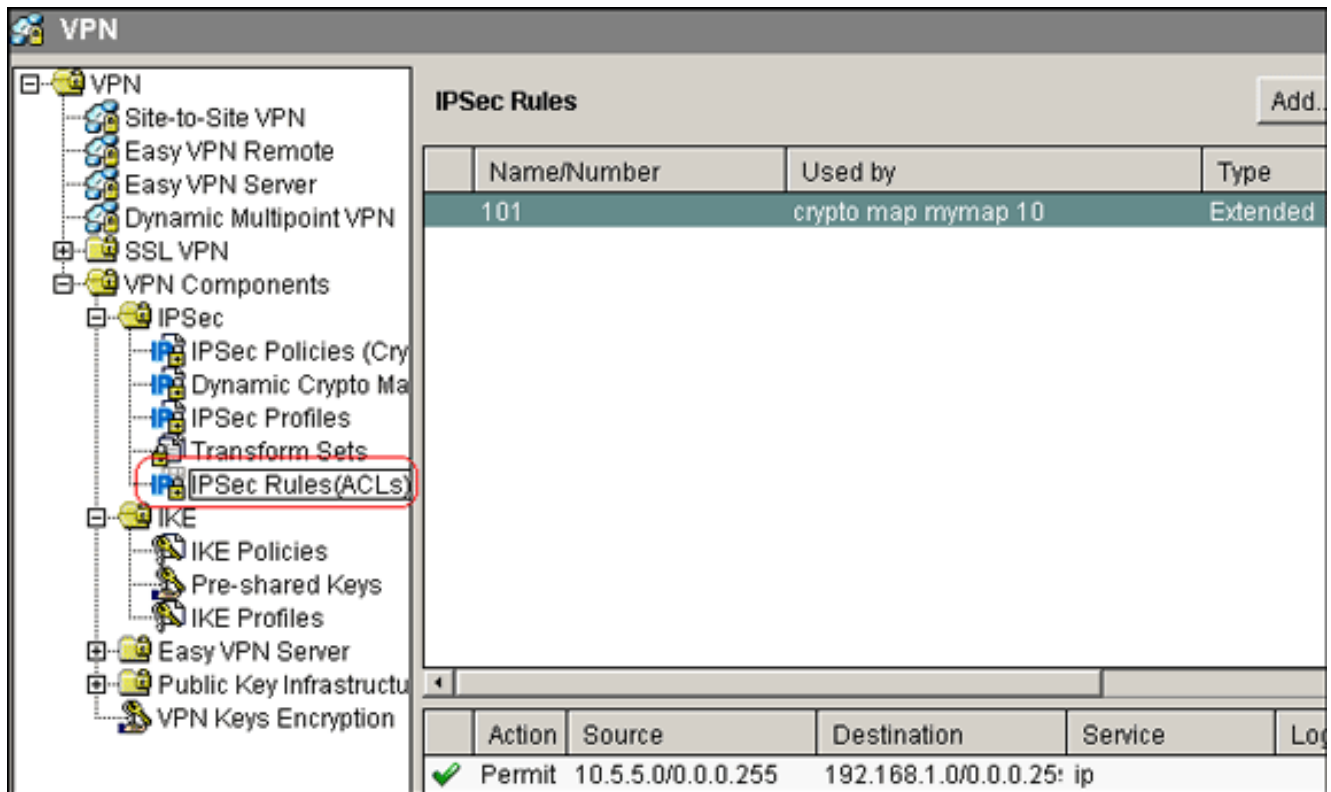 VPN
VPN
Site-to-Site VPN
Easy VPN Remote
Easy VPN Server
Dynamic Multipoint VPN
SSL VPN
VPN Components
IPSec
IPSec Policies (Cry
Dynamic Crypto Ma
IPSec Profiles
Transform Sets
IPSec Rules(ACLs)
IKE
IKE Policies
Pre-shared Keys
IKE Profiles
Easy VPN Server
Public Key Infrastructu
VPN Keys Encryption
IPSec Rules
Add..
Name/Number Used by Type
101 crypto map mymap 10 Extended
Action Source Destination Service Log
Permit 10.5.5.0/0.0.0.255 192.168.1.0/0.0.0.25 ip